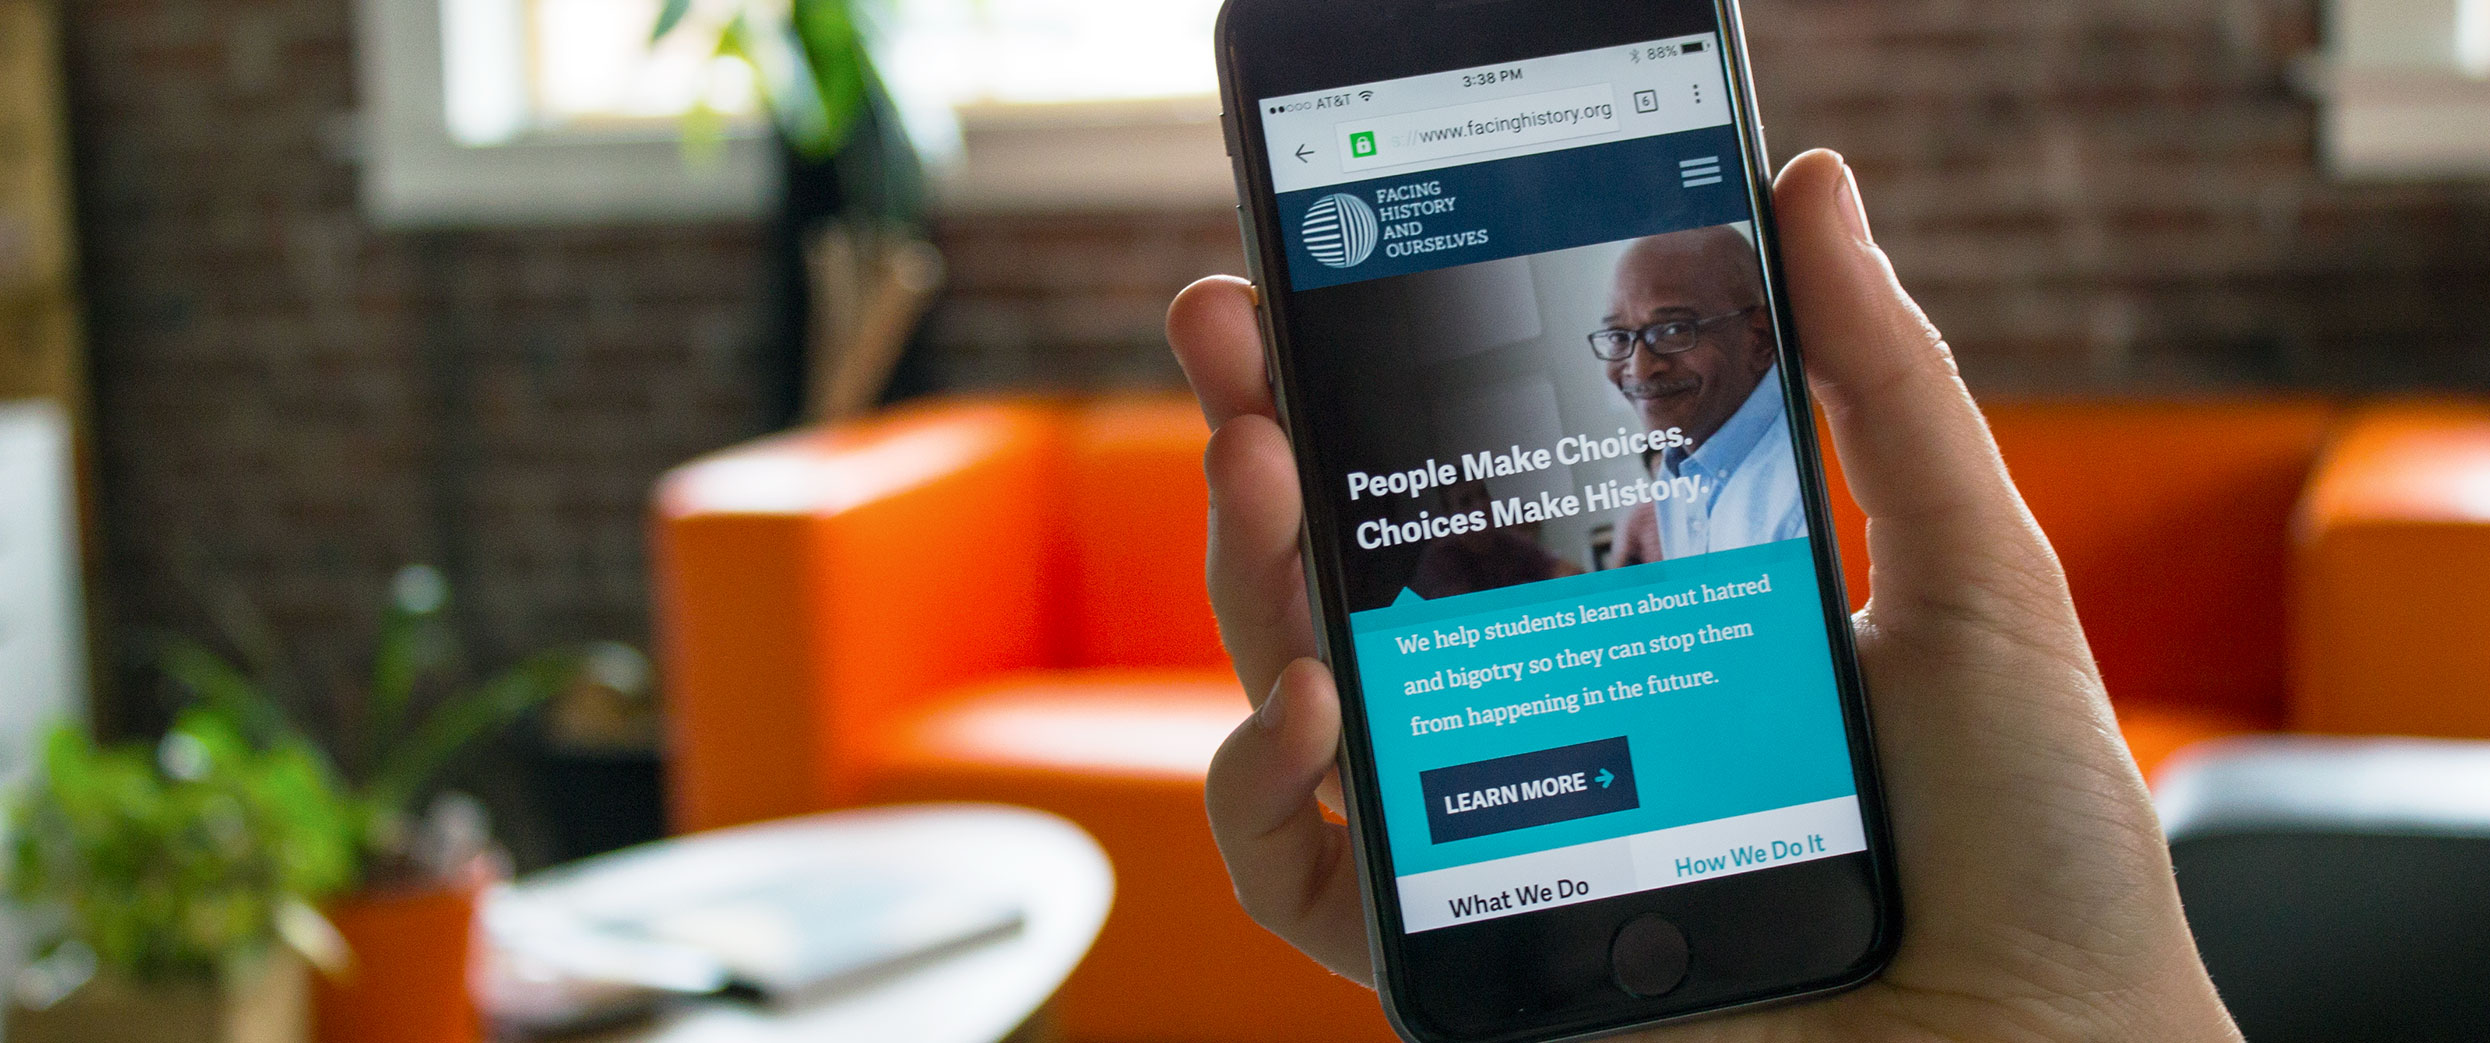 AT&T 3:38 PM 88%
s://www.facinghistory.org 6
FACING
HISTORY
AND
OURSELVES
People Make Choices.
Choices Make History.
We help students learn about hatred
and bigotry so they can stop them
from happening in the future.
LEARN MORE →
What We Do How We Do It